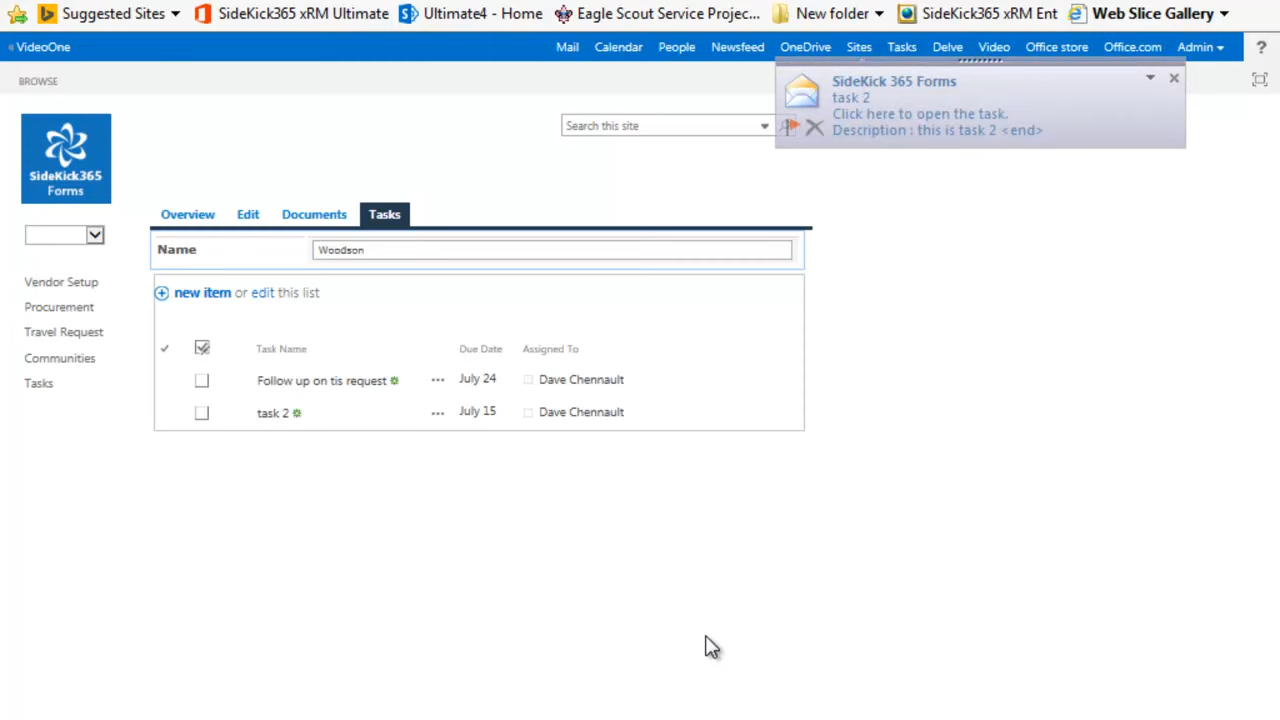 Suggested Sites SideKick365 xRM Ultimate Ultimate4 - Home Eagle Scout Service Projec... New folder SideKick365 xRM Ent Web Slice Gallery
VideoOne Mail Calendar People Newsfeed OneDrive Sites Tasks Delve Video Office store Office.com Admin ?
BROWSE
SideKick 365 Forms
task 2
Click here to open the task.
Description : this is task 2 <end>
Search this site
SideKick365
Forms
Overview Edit Documents Tasks
Name Woodson
Vendor Setup
Procurement
Travel Request
Communities
Tasks
new item or edit this list
Task Name Due Date Assigned To
Follow up on tis request ... July 24 Dave Chennault
task 2 ... July 15 Dave Chennault